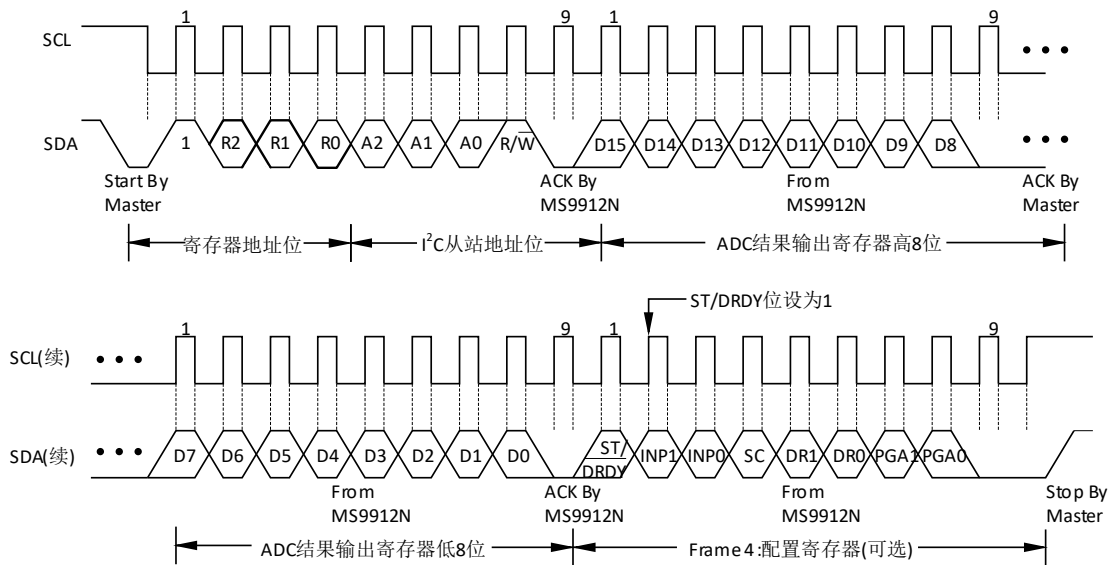 1 9 1 9
SCL
SDA 1 R2 R1 R0 A2 A1 A0 R/W̅ D15 D14 D13 D12 D11 D10 D9 D8
Start By Master
ACK By MS9912N
From MS9912N
ACK By Master
寄存器地址位
I²C从站地址位
ADC结果输出寄存器高8位
ST/DRDY位设为1
1 9 1 9
SCL(续)
SDA(续) D7 D6 D5 D4 D3 D2 D1 D0 ST/D̅R̅D̅Y̅ INP1 INP0 SC DR1 DR0 PGA1 PGA0
From MS9912N
ACK By MS9912N
From MS9912N
Stop By Master
ADC结果输出寄存器低8位
Frame 4:配置寄存器(可选)